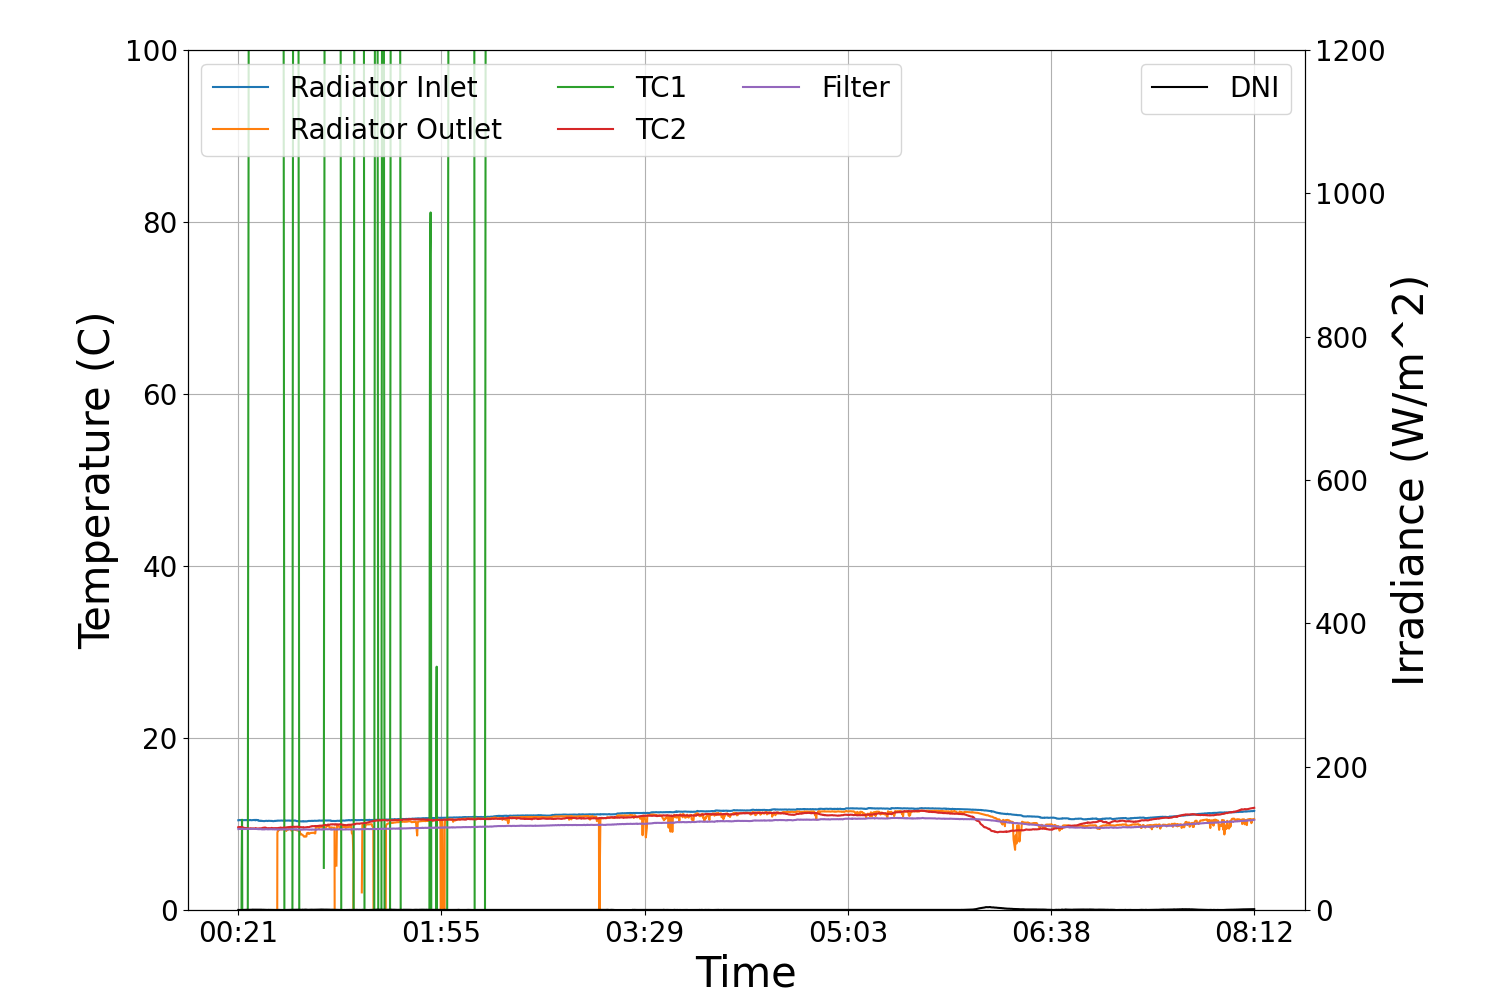 100
80
60
40
20
0
Temperature (C)
Radiator Inlet
Radiator Outlet
TC1
TC2
Filter
DNI
1200
1000
800
600
400
200
0
Irradiance (W/m^2)
00:21 01:55 03:29 05:03 06:38 08:12
Time